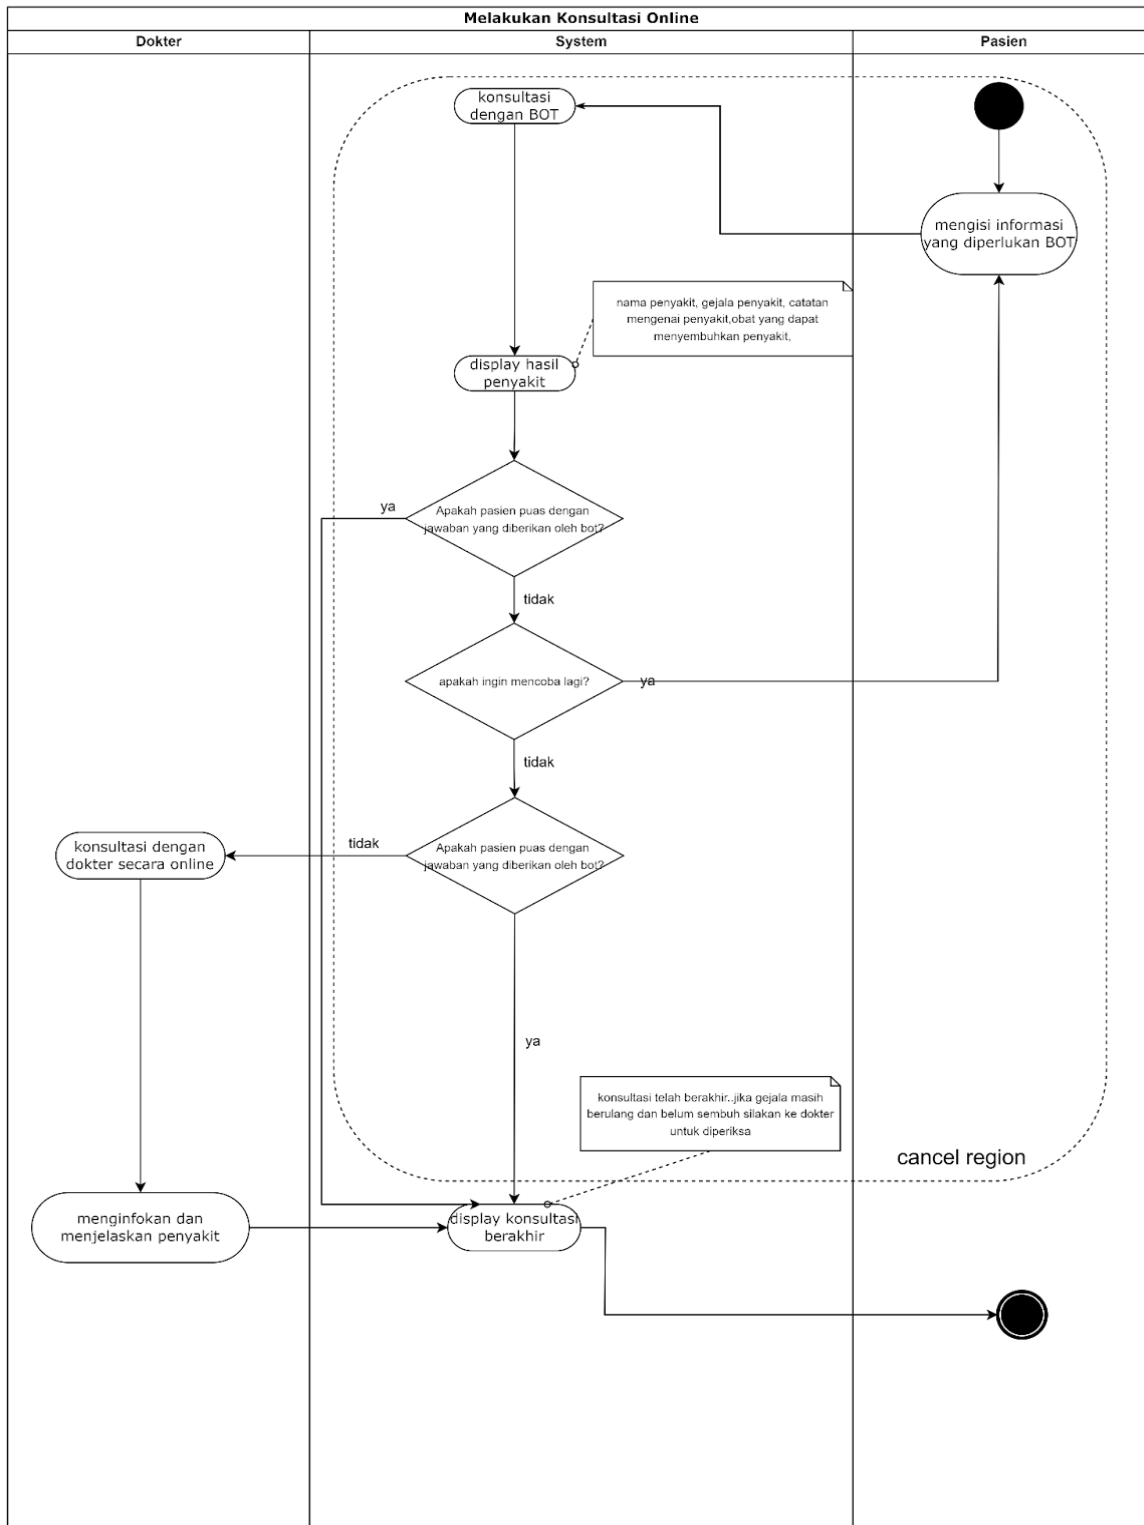 Melakukan Konsultasi Online
Dokter
System
Pasien
konsultasi
dengan BOT
mengisi informasi
yang diperlukan BOT
nama penyakit, gejala penyakit, catatan
mengenai penyakit,obat yang dapat
menyembuhkan penyakit,
display hasil
penyakit
ya
Apakah pasien puas dengan
jawaban yang diberikan oleh bot?
tidak
apakah ingin mencoba lagi?
ya
tidak
konsultasi dengan
dokter secara online
tidak
Apakah pasien puas dengan
jawaban yang diberikan oleh bot?
ya
konsultasi telah berakhir..jika gejala masih
berulang dan belum sembuh silakan ke dokter
untuk diperiksa
cancel region
menginfokan dan
menjelaskan penyakit
display konsultasi
berakhir